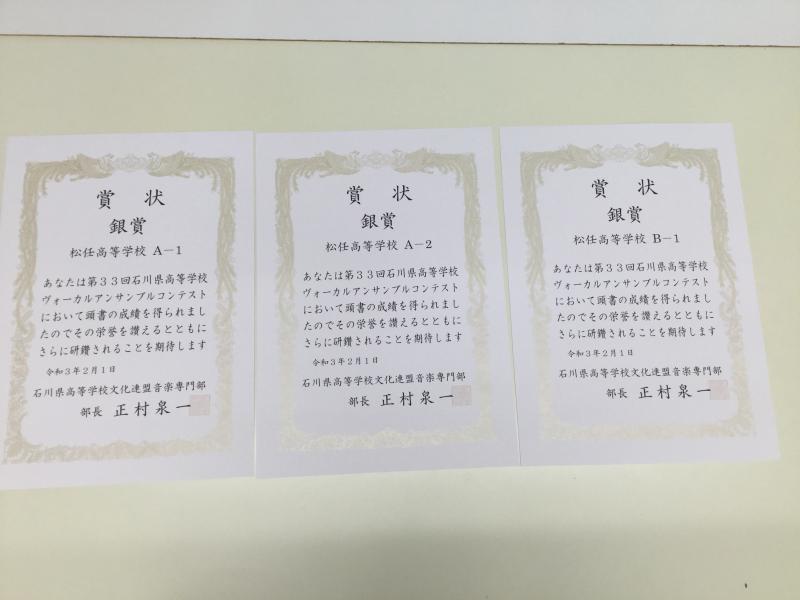 賞 状
銀賞
松任高等学校 A－1
あなたは第３３回石川県高等学校
ヴォーカルアンサンブルコンテスト
において頭書の成績を得られまし
たのでその栄誉を讃えるとともに
さらに研鑽されることを期待します
令和３年２月１日
石川県高等学校文化連盟音楽専門部
部長 正村泉一
賞 状
銀賞
松任高等学校 A－2
あなたは第３３回石川県高等学校
ヴォーカルアンサンブルコンテスト
において頭書の成績を得られまし
たのでその栄誉を讃えるとともに
さらに研鑽されることを期待します
令和３年２月１日
石川県高等学校文化連盟音楽専門部
部長 正村泉一
賞 状
銀賞
松任高等学校 B－1
あなたは第３３回石川県高等学校
ヴォーカルアンサンブルコンテスト
において頭書の成績を得られまし
たのでその栄誉を讃えるとともに
さらに研鑽されることを期待します
令和３年２月１日
石川県高等学校文化連盟音楽専門部
部長 正村泉一